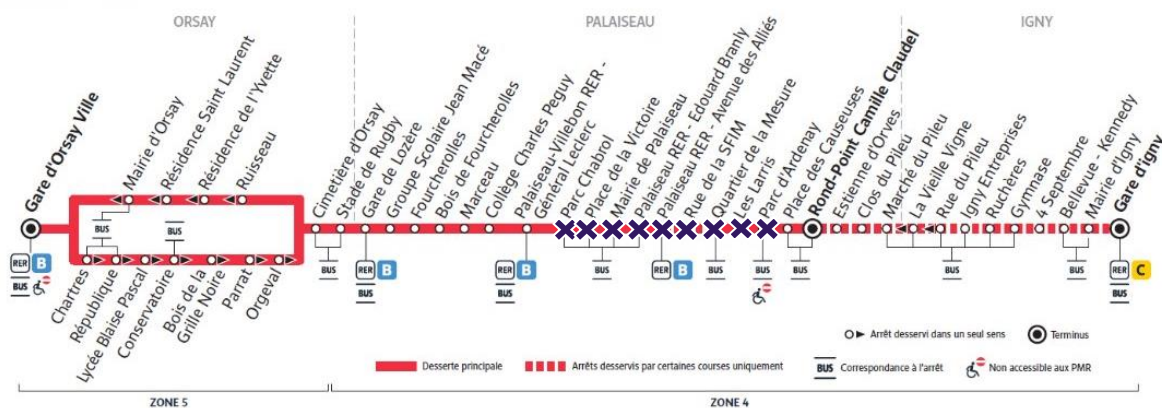 ORSAY
PALAISEAU
IGNY
Gare d'Orsay Ville
Mairie d'Orsay
Résidence Saint Laurent
Résidence de l'Yvette
Ruisseau
Chartres
République
Lycée Blaise Pascal
Conservatoire
Bois de la
Grille Noire
Parrat
Orgeval
Cimetière d'Orsay
Stade de Rugby
Gare de Lozère
Groupe Scolaire Jean Macé
Fourcherolles
Bois de Fourcherolles
Marceau
Collège Charles Peguy
Palaiseau-Villebon RER -
Général Leclerc
Parc Chabrol
Place de la Victoire
Mairie de Palaiseau
Palaiseau RER - Edouard Branly
Palaiseau RER - Avenue des Alliés
Rue de la SFIM
Quartier de la Mesure
Les Larris
Parc d'Ardenay
Place des Causeuses
Rond-Point Camille Claudel
Estienne d'Orves
Clos du Pileu
Marché du Pileu
La Vieille Vigne
Rue du Pileu
Igny Entreprises
Ruchères
Gymnase
4 Septembre
Bellevue - Kennedy
Mairie d'Igny
Gare d'Igny
RER B
BUS
BUS
BUS
BUS
RER B
BUS
RER B
BUS
BUS
RER B
BUS
BUS
BUS
BUS
BUS
BUS
RER C
BUS
Arrêt desservi dans un seul sens
Terminus
Desserte principale
Arrêts desservis par certaines courses uniquement
BUS Correspondance à l'arrêt
Non accessible aux PMR
ZONE 5
ZONE 4